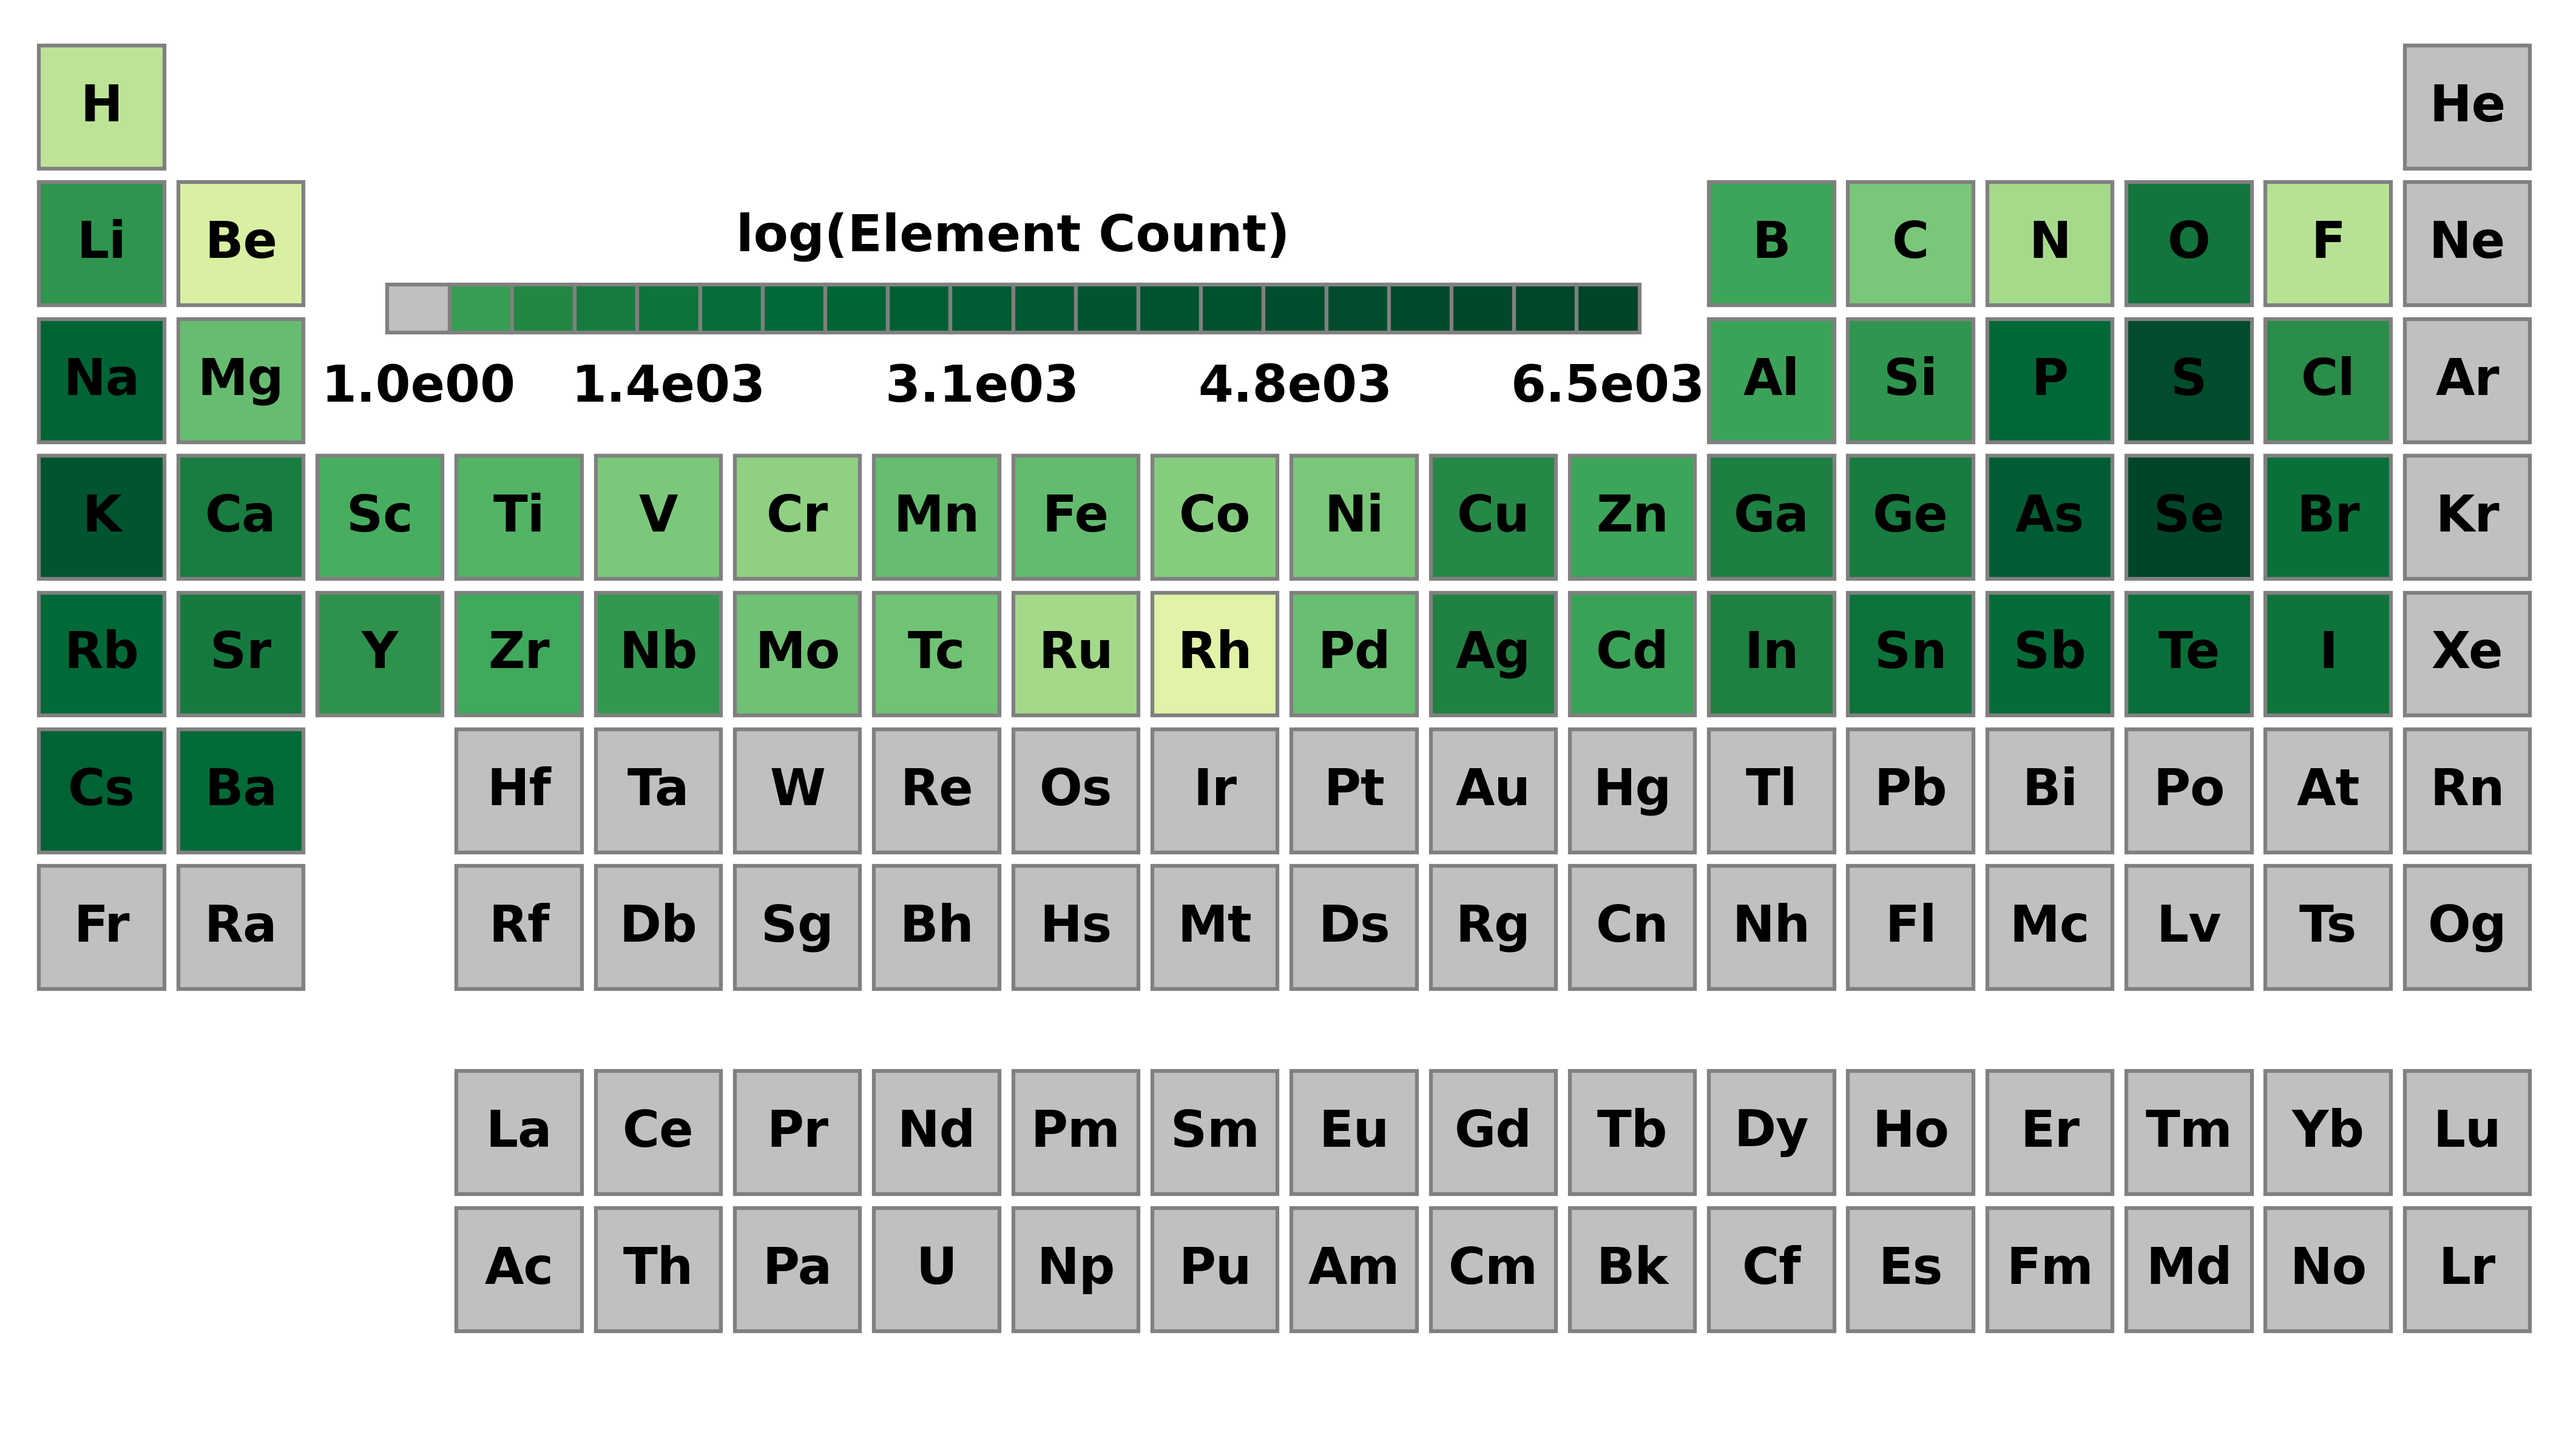 H He
Li Be log(Element Count) B C N O F Ne
Na Mg 1.0e00 1.4e03 3.1e03 4.8e03 6.5e03 Al Si P S Cl Ar
K Ca Sc Ti V Cr Mn Fe Co Ni Cu Zn Ga Ge As Se Br Kr
Rb Sr Y Zr Nb Mo Tc Ru Rh Pd Ag Cd In Sn Sb Te I Xe
Cs Ba Hf Ta W Re Os Ir Pt Au Hg Tl Pb Bi Po At Rn
Fr Ra Rf Db Sg Bh Hs Mt Ds Rg Cn Nh Fl Mc Lv Ts Og
La Ce Pr Nd Pm Sm Eu Gd Tb Dy Ho Er Tm Yb Lu
Ac Th Pa U Np Pu Am Cm Bk Cf Es Fm Md No Lr